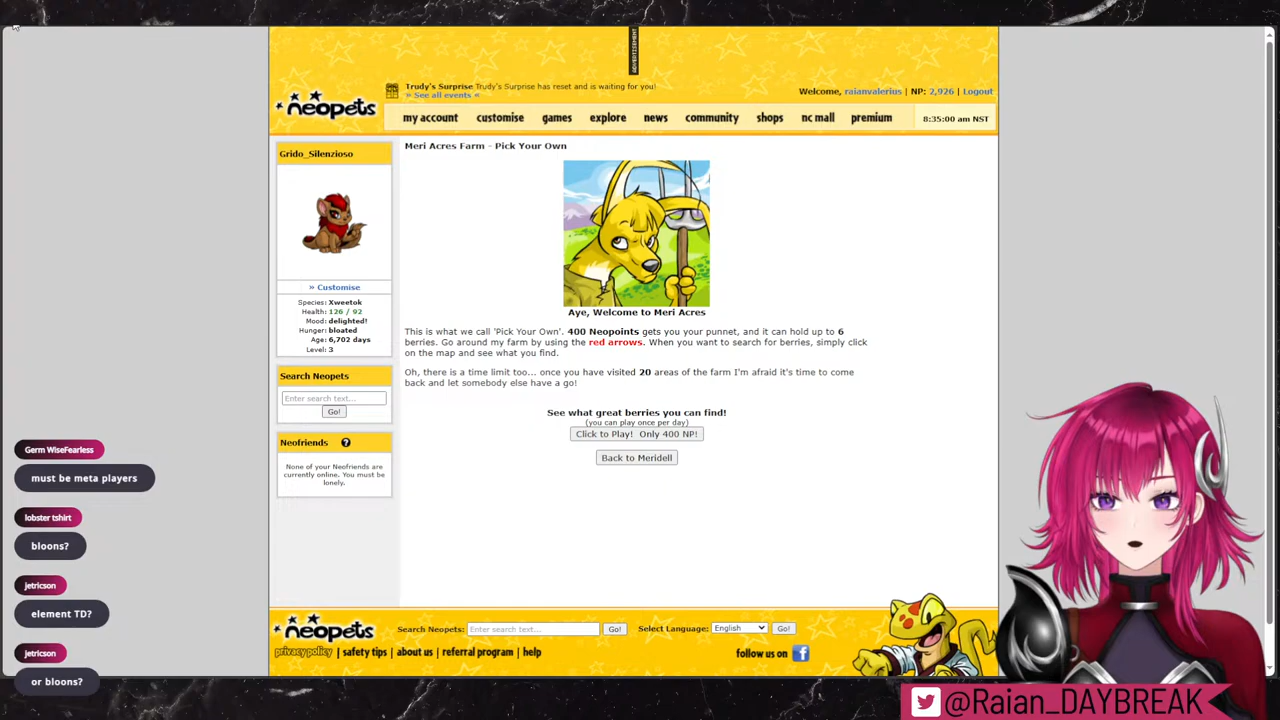 ADVERTISEMENT
Trudy's Surprise Trudy's Surprise has reset and is waiting for you!
» See all events «
Welcome, raianvalerius | NP: 2,926 | Logout
neopets
my account customise games explore news community shops nc mall premium
8:35:00 am NST
Grido_Silenzioso
» Customise
Species: Xweetok
Health: 126 / 92
Mood: delighted!
Hunger: bloated
Age: 6,702 days
Level: 3
Search Neopets
Enter search text...
Go!
Neofriends ?
None of your Neofriends are
currently online. You must be
lonely.
Meri Acres Farm - Pick Your Own
Aye, Welcome to Meri Acres
This is what we call 'Pick Your Own'. 400 Neopoints gets you your punnet, and it can hold up to 6
berries. Go around my farm by using the red arrows. When you want to search for berries, simply click
on the map and see what you find.
Oh, there is a time limit too... once you have visited 20 areas of the farm I'm afraid it's time to come
back and let somebody else have a go!
See what great berries you can find!
(you can play once per day)
Click to Play! Only 400 NP!
Back to Meridell
Germ WiseFearless
must be meta players
lobster tshirt
bloons?
jetricson
element TD?
jetricson
or bloons?
neopets
Search Neopets: Enter search text... Go! Select Language: English Go!
privacy policy | safety tips | about us | referral program | help
follow us on f
@Raian_DAYBREAK